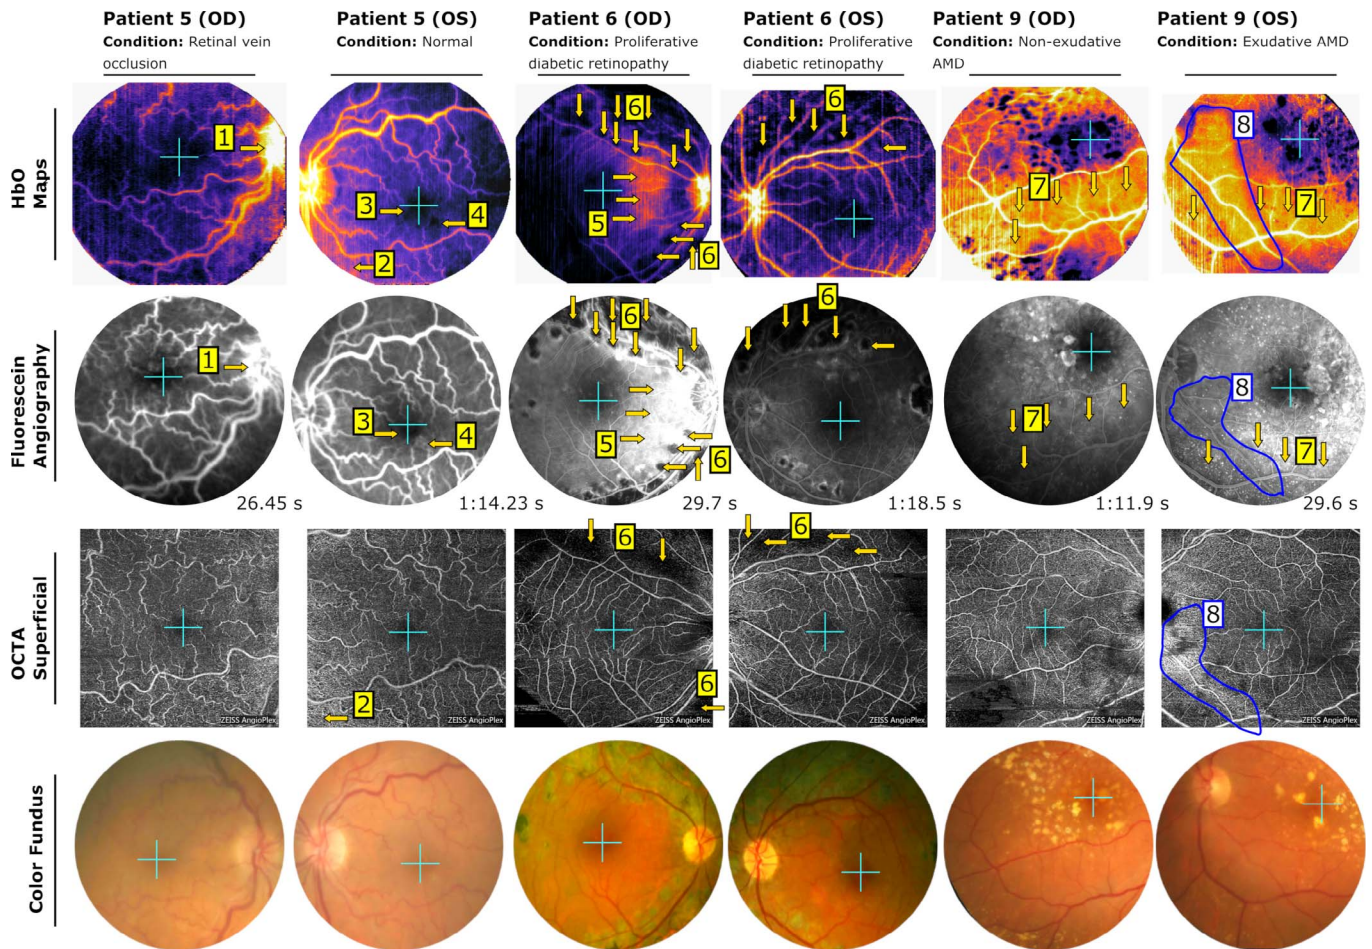 Patient 5 (OD)
Condition: Retinal vein
occlusion
Patient 5 (OS)
Condition: Normal
Patient 6 (OD)
Condition: Proliferative
diabetic retinopathy
Patient 6 (OS)
Condition: Proliferative
diabetic retinopathy
Patient 9 (OD)
Condition: Non-exudative
AMD
Patient 9 (OS)
Condition: Exudative AMD
HbO
Maps
1
3
4
2
6
5
6
6
7
8
7
Fluorescein
Angiography
1
3
4
6
5
6
6
7
8
7
26.45 s
1:14.23 s
29.7 s
1:18.5 s
1:11.9 s
29.6 s
OCTA
Superficial
2
6
6
6
8
ZEISS AngioPlex
ZEISS AngioPlex
ZEISS AngioPlex
ZEISS AngioPlex
ZEISS AngioPlex
ZEISS AngioPlex
Color Fundus